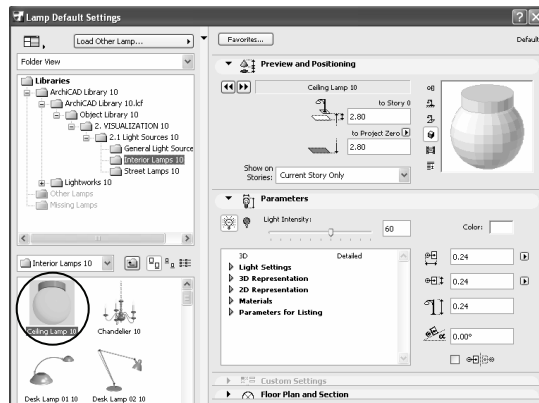 Lamp Default Settings
Load Other Lamp...
Folder View
Libraries
ArchiCAD Library 10
ArchiCAD Library 10.lcf
Object Library 10
2. VISUALIZATION 10
2.1 Light Sources 10
General Light Source
Interior Lamps 10
Street Lamps 10
Lightworks 10
Other Lamps
Missing Lamps
Interior Lamps 10
Ceiling Lamp 10
Chandelier 10
Desk Lamp 01 10
Desk Lamp 02 10
Favorites...
Default
Preview and Positioning
Ceiling Lamp 10
to Story 0
2.80
to Project Zero
2.80
Show on
Stories:
Current Story Only
Parameters
Light Intensity:
60
Color:
3D Detailed
Light Settings
3D Representation
2D Representation
Materials
Parameters for Listing
0.24
0.24
0.24
α
0.00°
Custom Settings
Floor Plan and Section